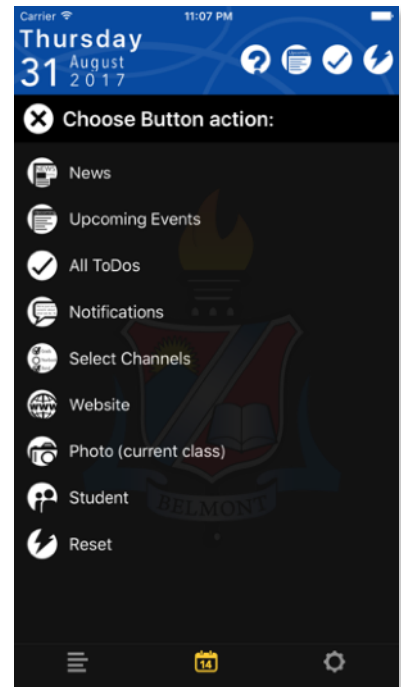 Carrier 11:07 PM
Thursday
31 August
2017
Choose Button action:
News
Upcoming Events
All ToDos
Notifications
Select Channels
Website
Photo (current class)
Student
Reset
BELMONT
14